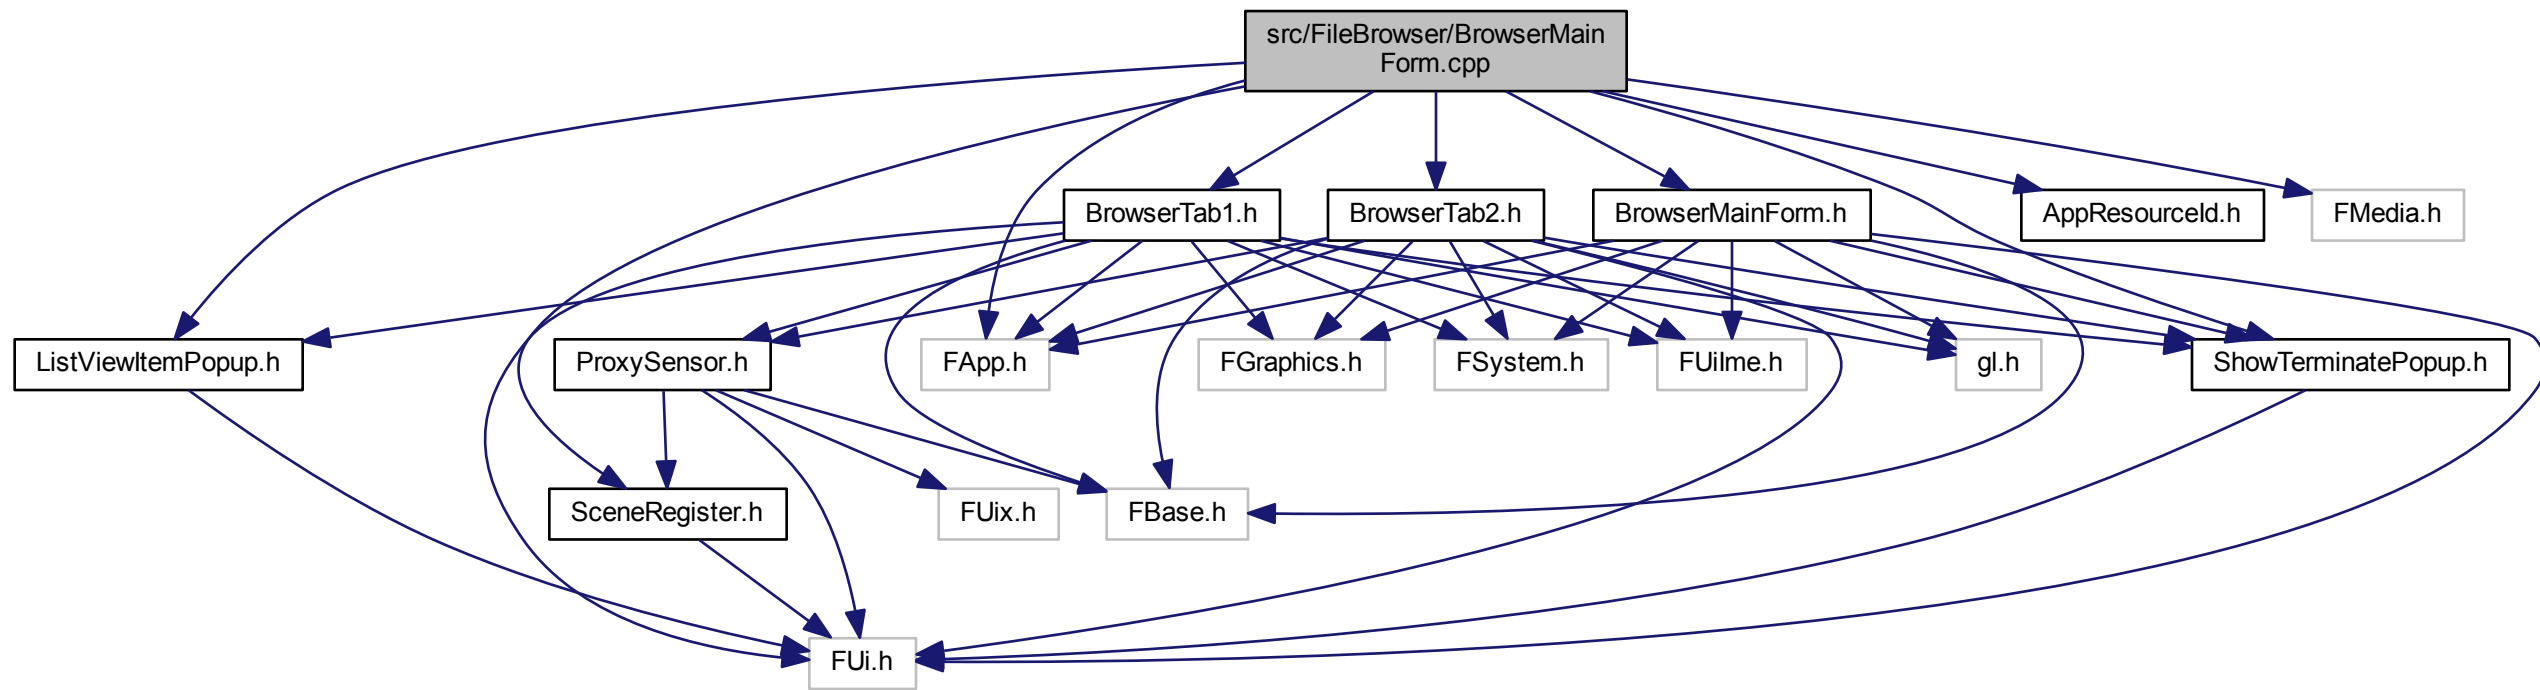 src/FileBrowser/BrowserMain
Form.cpp
BrowserTab1.h
BrowserTab2.h
BrowserMainForm.h
AppResourceId.h
FMedia.h
ListViewItemPopup.h
ProxySensor.h
FApp.h
FGraphics.h
FSystem.h
FUiIme.h
gl.h
ShowTerminatePopup.h
SceneRegister.h
FUix.h
FBase.h
FUi.h